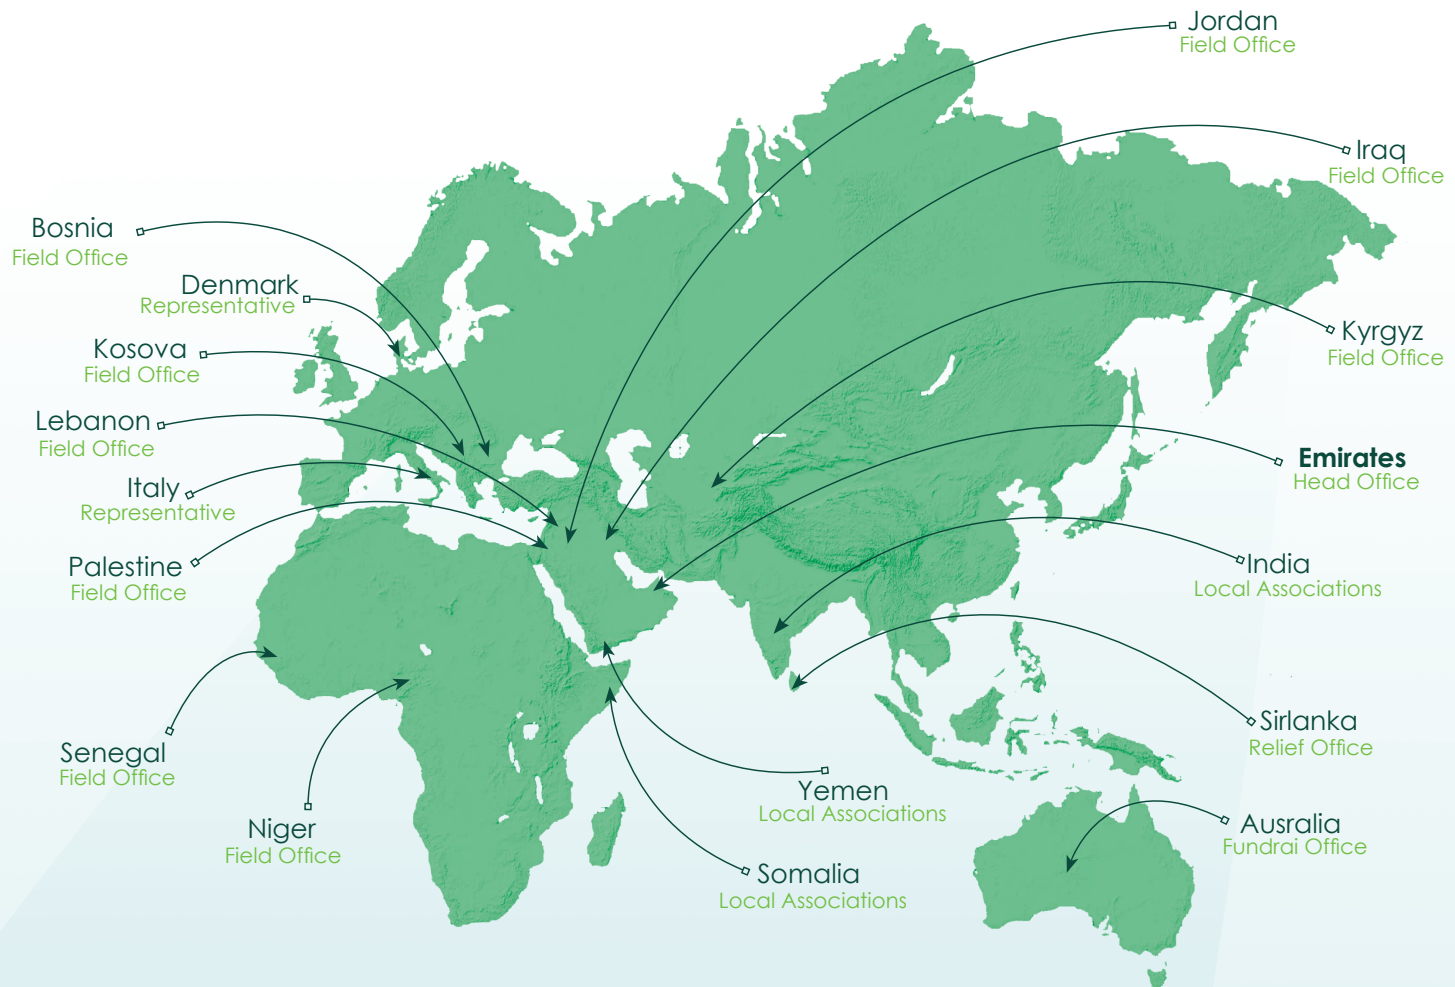 Jordan
Field Office
Iraq
Field Office
Bosnia
Field Office
Denmark
Representative
Kosova
Field Office
Kyrgyz
Field Office
Lebanon
Field Office
Emirates
Head Office
Italy
Representative
Palestine
Field Office
India
Local Associations
Senegal
Field Office
Sirlanka
Relief Office
Yemen
Local Associations
Niger
Field Office
Ausralia
Fundrai Office
Somalia
Local Associations